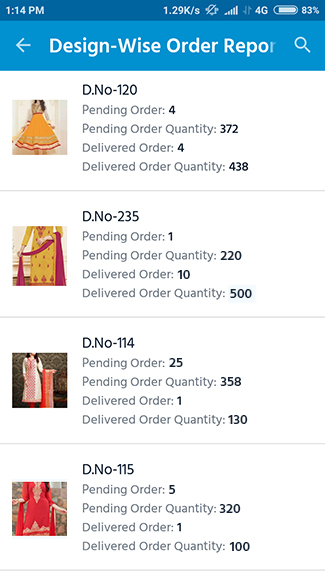 1:14 PM 1.29K/s 4G 83%
Design-Wise Order Repor
D.No-120
Pending Order: 4
Pending Order Quantity: 372
Delivered Order: 4
Delivered Order Quantity: 438
D.No-235
Pending Order: 1
Pending Order Quantity: 220
Delivered Order: 10
Delivered Order Quantity: 500
D.No-114
Pending Order: 25
Pending Order Quantity: 358
Delivered Order: 1
Delivered Order Quantity: 130
D.No-115
Pending Order: 5
Pending Order Quantity: 320
Delivered Order: 1
Delivered Order Quantity: 100